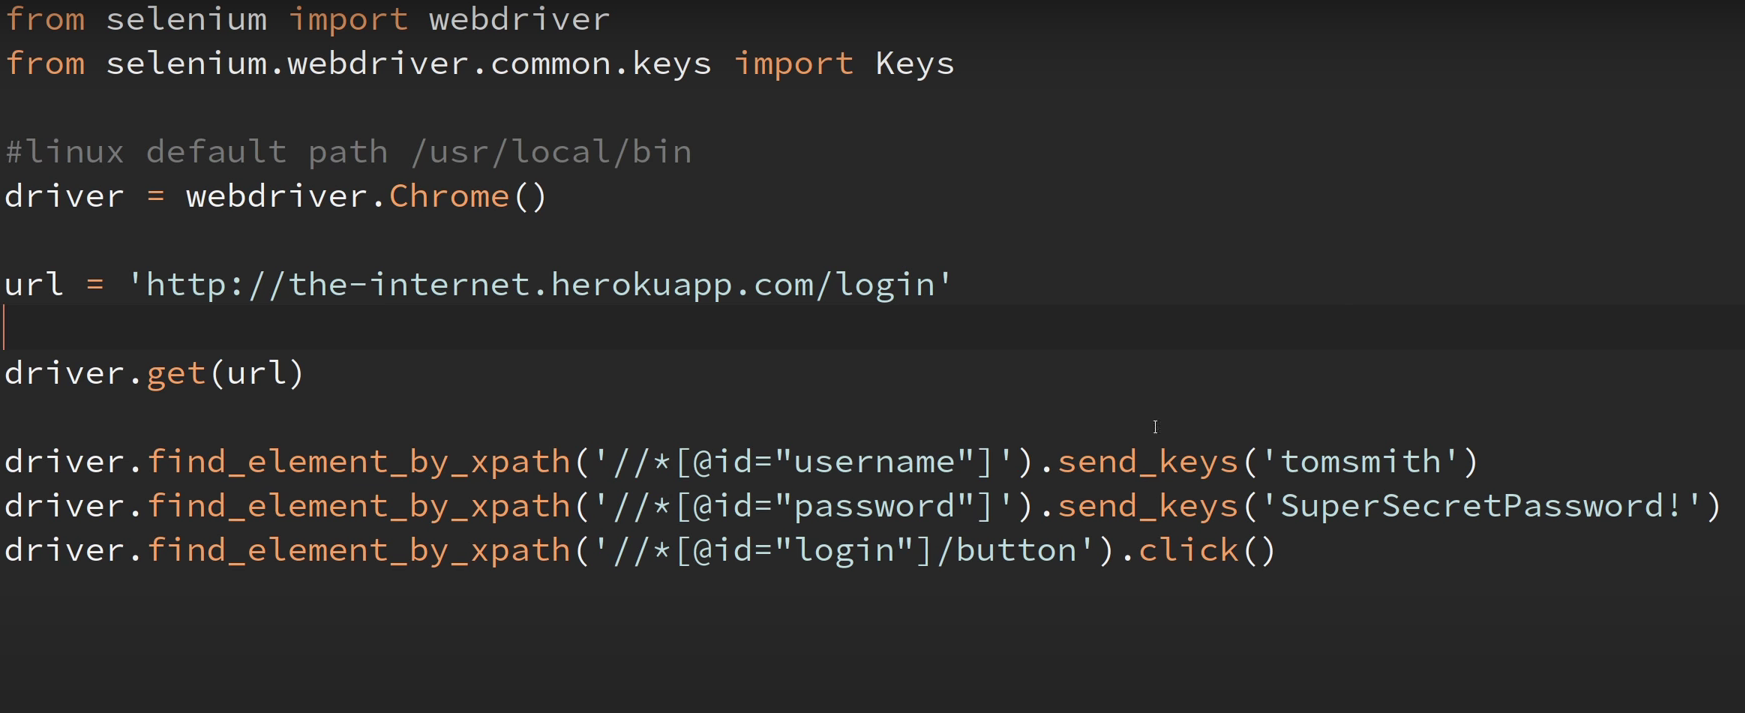 from selenium import webdriver
from selenium.webdriver.common.keys import Keys
#linux default path /usr/local/bin
driver = webdriver.Chrome()
url = 'http://the-internet.herokuapp.com/login'
driver.get(url)
driver.find_element_by_xpath('//*[@id="username"]').send_keys('tomsmith')
driver.find_element_by_xpath('//*[@id="password"]').send_keys('SuperSecretPassword!')
driver.find_element_by_xpath('//*[@id="login"]/button').click()